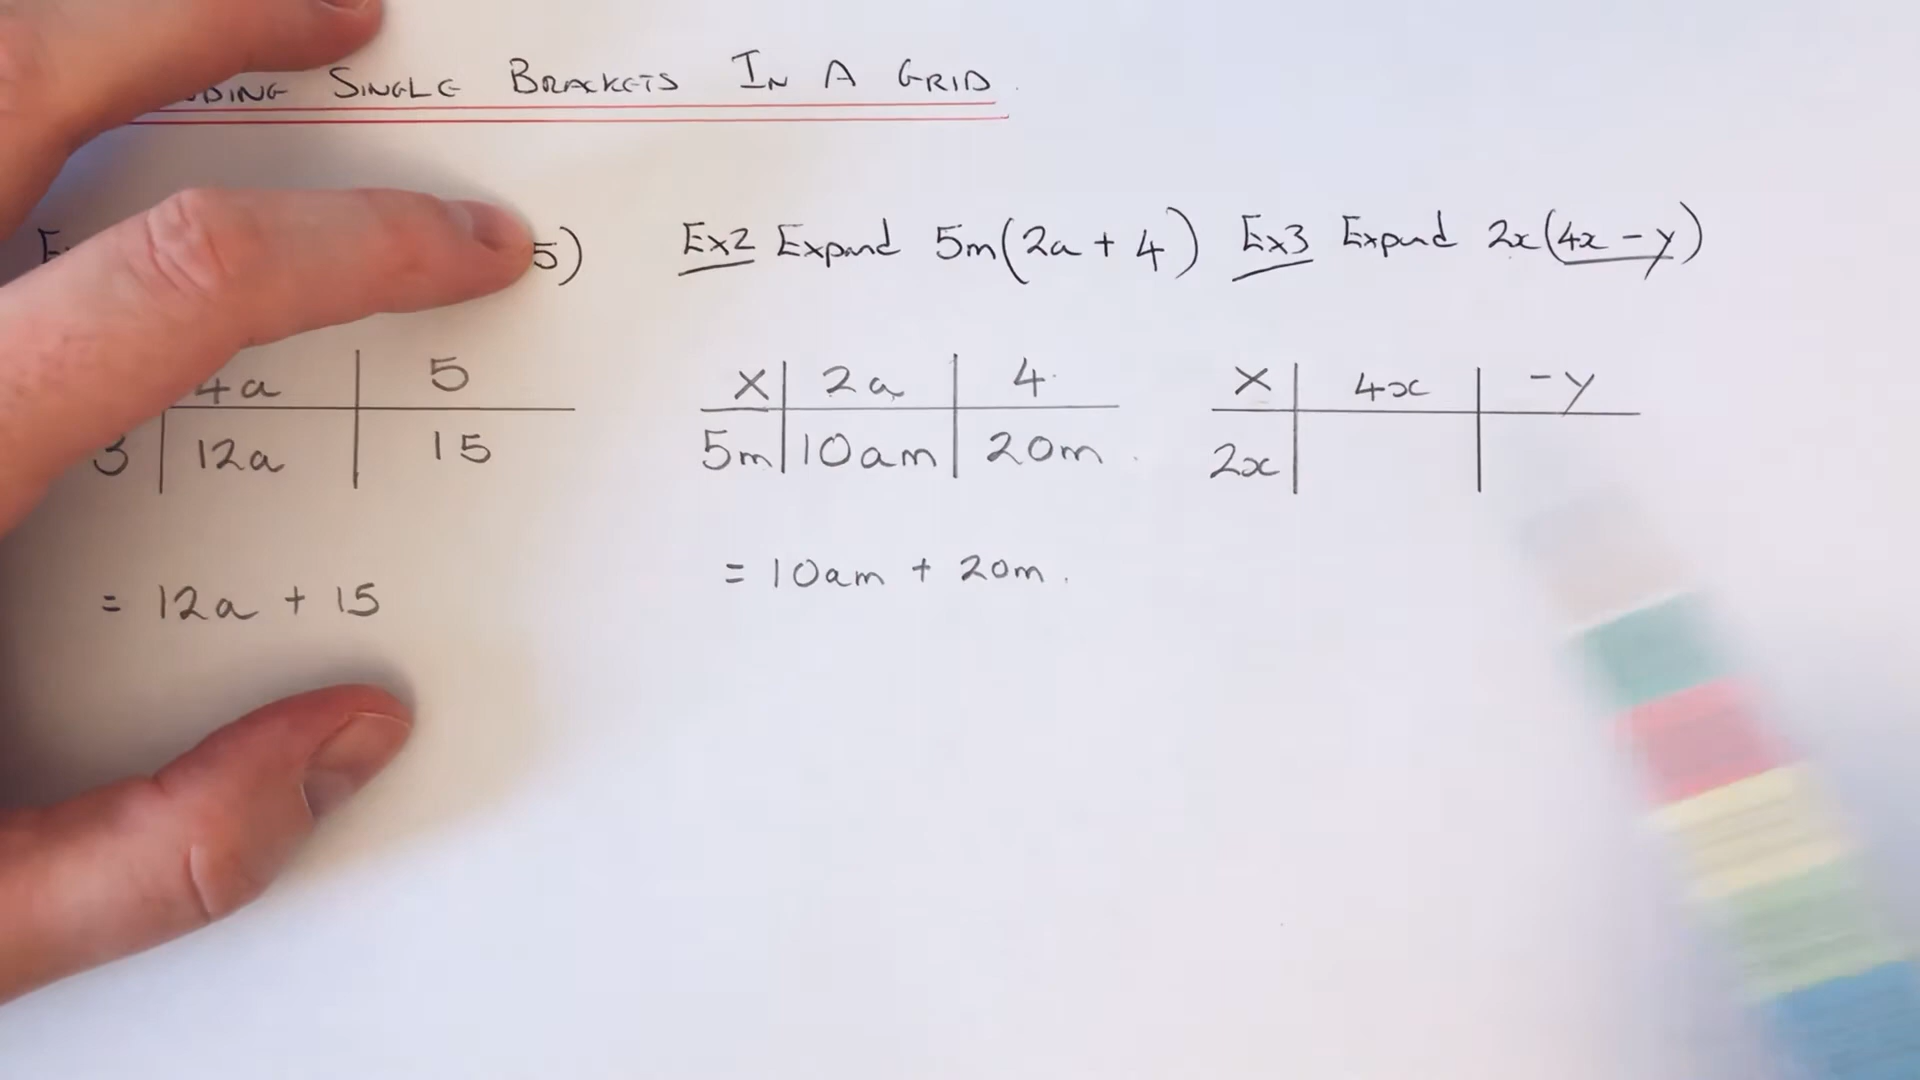 SINGLE BRACKETS IN A GRID
5) Ex2 Expand 5m(2a + 4) Ex3 Expand 2x(4x - y)
4a 5 × 2a 4 × 4x -y
3 12a 15 5m 10am 20m 2x
= 10am + 20m.
= 12a + 15